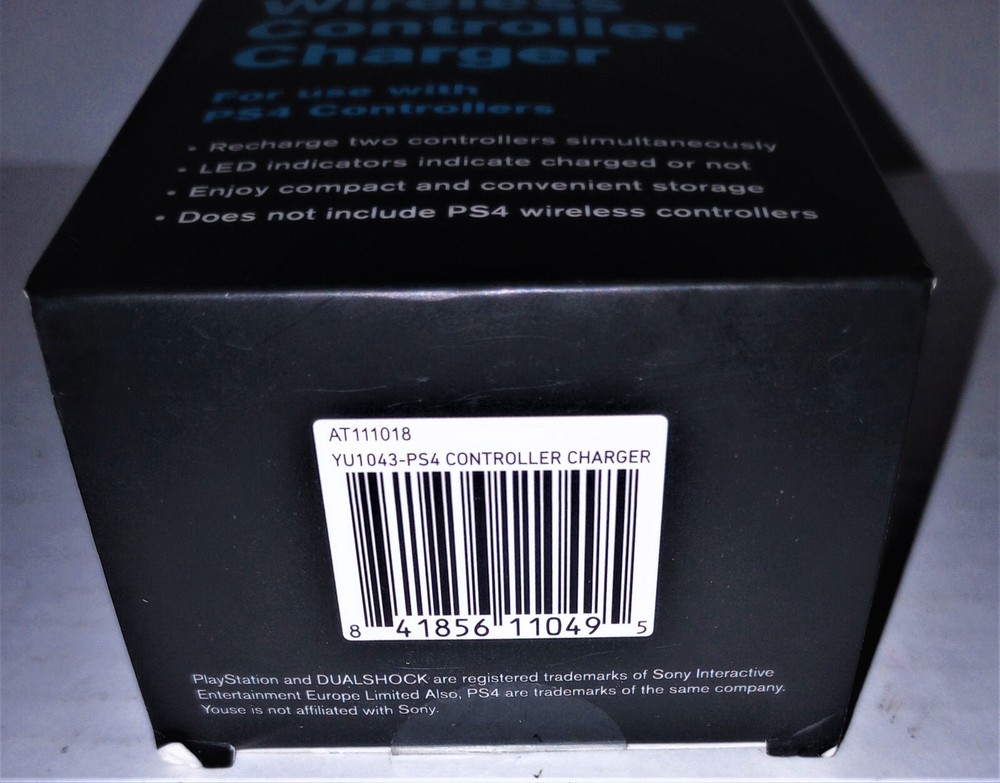 Wireless
Controller
Charger
For use with
PS4 Controllers
• Recharge two controllers simultaneously
• LED indicators indicate charged or not
• Enjoy compact and convenient storage
• Does not include PS4 wireless controllers
AT111018
YU1043-PS4 CONTROLLER CHARGER
8 41856 11049 5
PlayStation and DUALSHOCK are registered trademarks of Sony Interactive
Entertainment Europe Limited Also, PS4 are trademarks of the same company.
Youse is not affiliated with Sony.